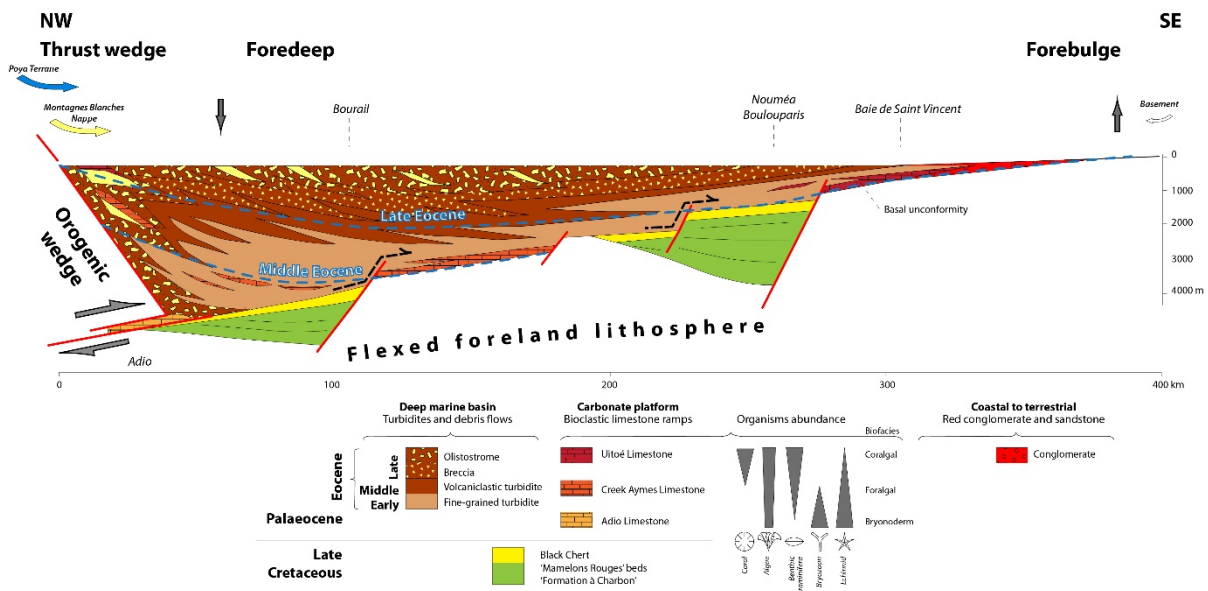 NW
SE
Thrust wedge
Foredeep
Forebulge
Poya Terrane
Montagnes Blanches
Nappe
Bourail
Nouméa
Boulouparis
Baie de Saint Vincent
Basement
0
1000
2000
3000
4000 m
Late Eocene
Middle Eocene
Basal unconformity
Orogenic
wedge
Adio
Flexed foreland lithosphere
0
100
200
300
400 km
Deep marine basin
Turbidites and debris flows
Carbonate platform
Bioclastic limestone ramps
Organisms abundance
Biofacies
Coastal to terrestrial
Red conglomerate and sandstone
Eocene
Late
Middle
Early
Olistostrome
Breccia
Volcaniclastic turbidite
Fine-grained turbidite
Uitoé Limestone
Creek Aymes Limestone
Adio Limestone
Coralgal
Foralgal
Bryonoderm
Conglomerate
Palaeocene
Late
Cretaceous
Black Chert
'Mamelons Rouges' beds
'Formation à Charbon'
Coral
Algae
Benthic
Bryozoan